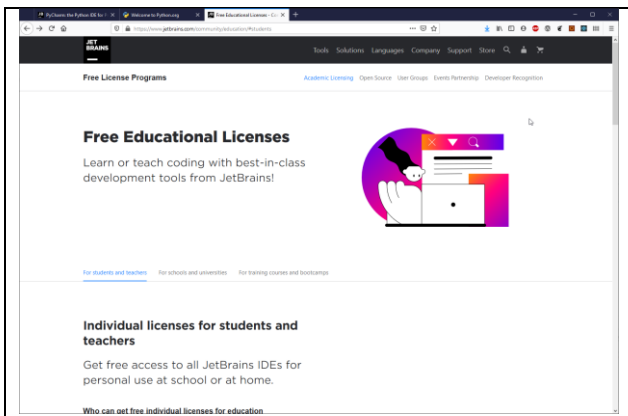 PyCharm: the Python IDE for
Welcome to Python.org
Free Educational Licenses - Co
https://www.jetbrains.com/community/education/#students
JET
BRAINS
Tools Solutions Languages Company Support Store
Free License Programs
Academic Licensing Open Source User Groups Events Partnership Developer Recognition
Free Educational Licenses
Learn or teach coding with best-in-class
development tools from JetBrains!
For students and teachers For schools and universities For training courses and bootcamps
Individual licenses for students and
teachers
Get free access to all JetBrains IDEs for
personal use at school or at home.
Who can get free individual licenses for education